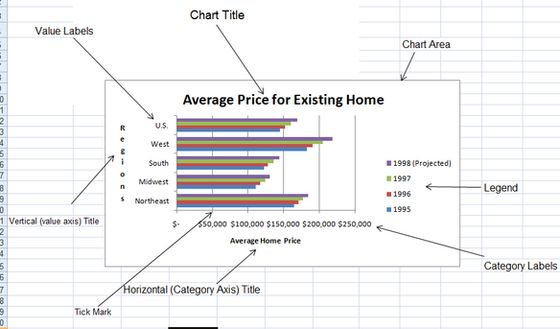 Chart Title
Value Labels
Chart Area
Average Price for Existing Home
Regions
U.S.
West
South
Midwest
Northeast
1998 (Projected)
1997
1996
1995
Legend
Vertical (value axis) Title
$- $50,000 $100,000 $150,000 $200,000 $250,000
Average Home Price
Category Labels
Horizontal (Category Axis) Title
Tick Mark